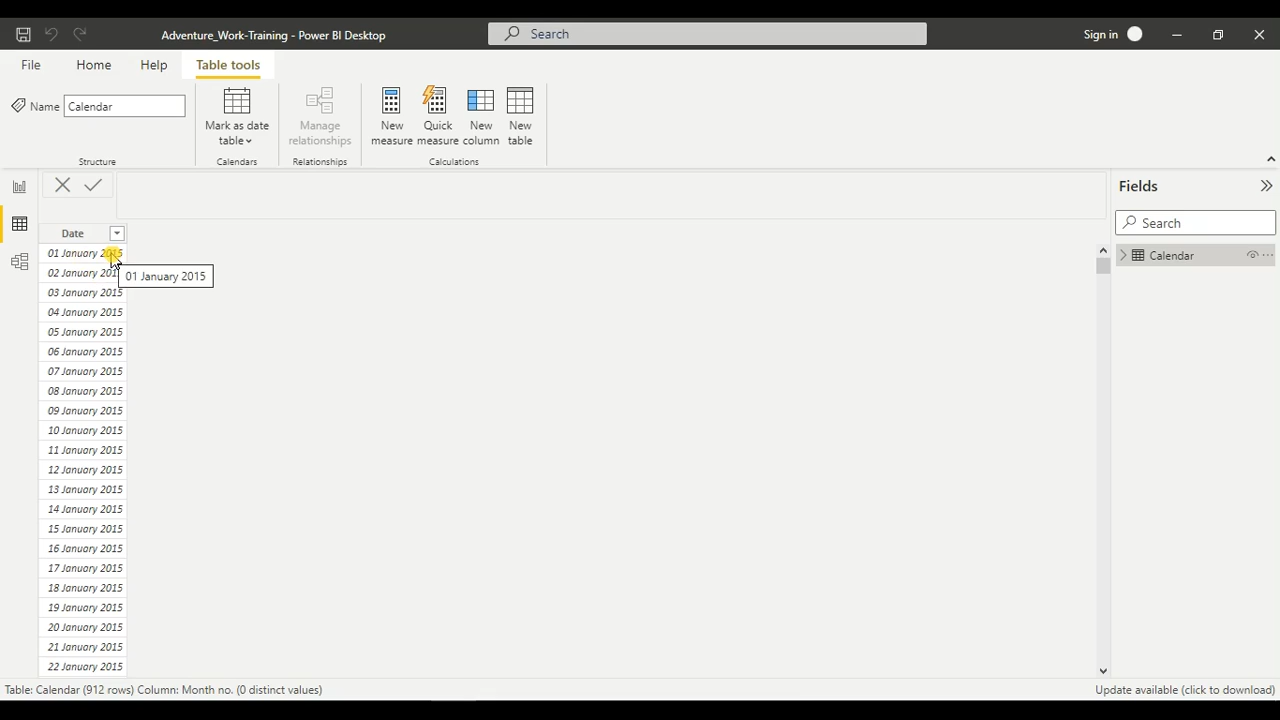 Adventure_Work-Training - Power BI Desktop
Search
Sign in
File
Home
Help
Table tools
Name
Calendar
Mark as date
table
Manage
relationships
New
measure
Quick
measure
New
column
New
table
Structure
Calendars
Relationships
Calculations
Fields
Search
Calendar
Date
01 January 2015
02 January 201
01 January 2015
03 January 2015
04 January 2015
05 January 2015
06 January 2015
07 January 2015
08 January 2015
09 January 2015
10 January 2015
11 January 2015
12 January 2015
13 January 2015
14 January 2015
15 January 2015
16 January 2015
17 January 2015
18 January 2015
19 January 2015
20 January 2015
21 January 2015
22 January 2015
Table: Calendar (912 rows) Column: Month no. (0 distinct values)
Update available (click to download)